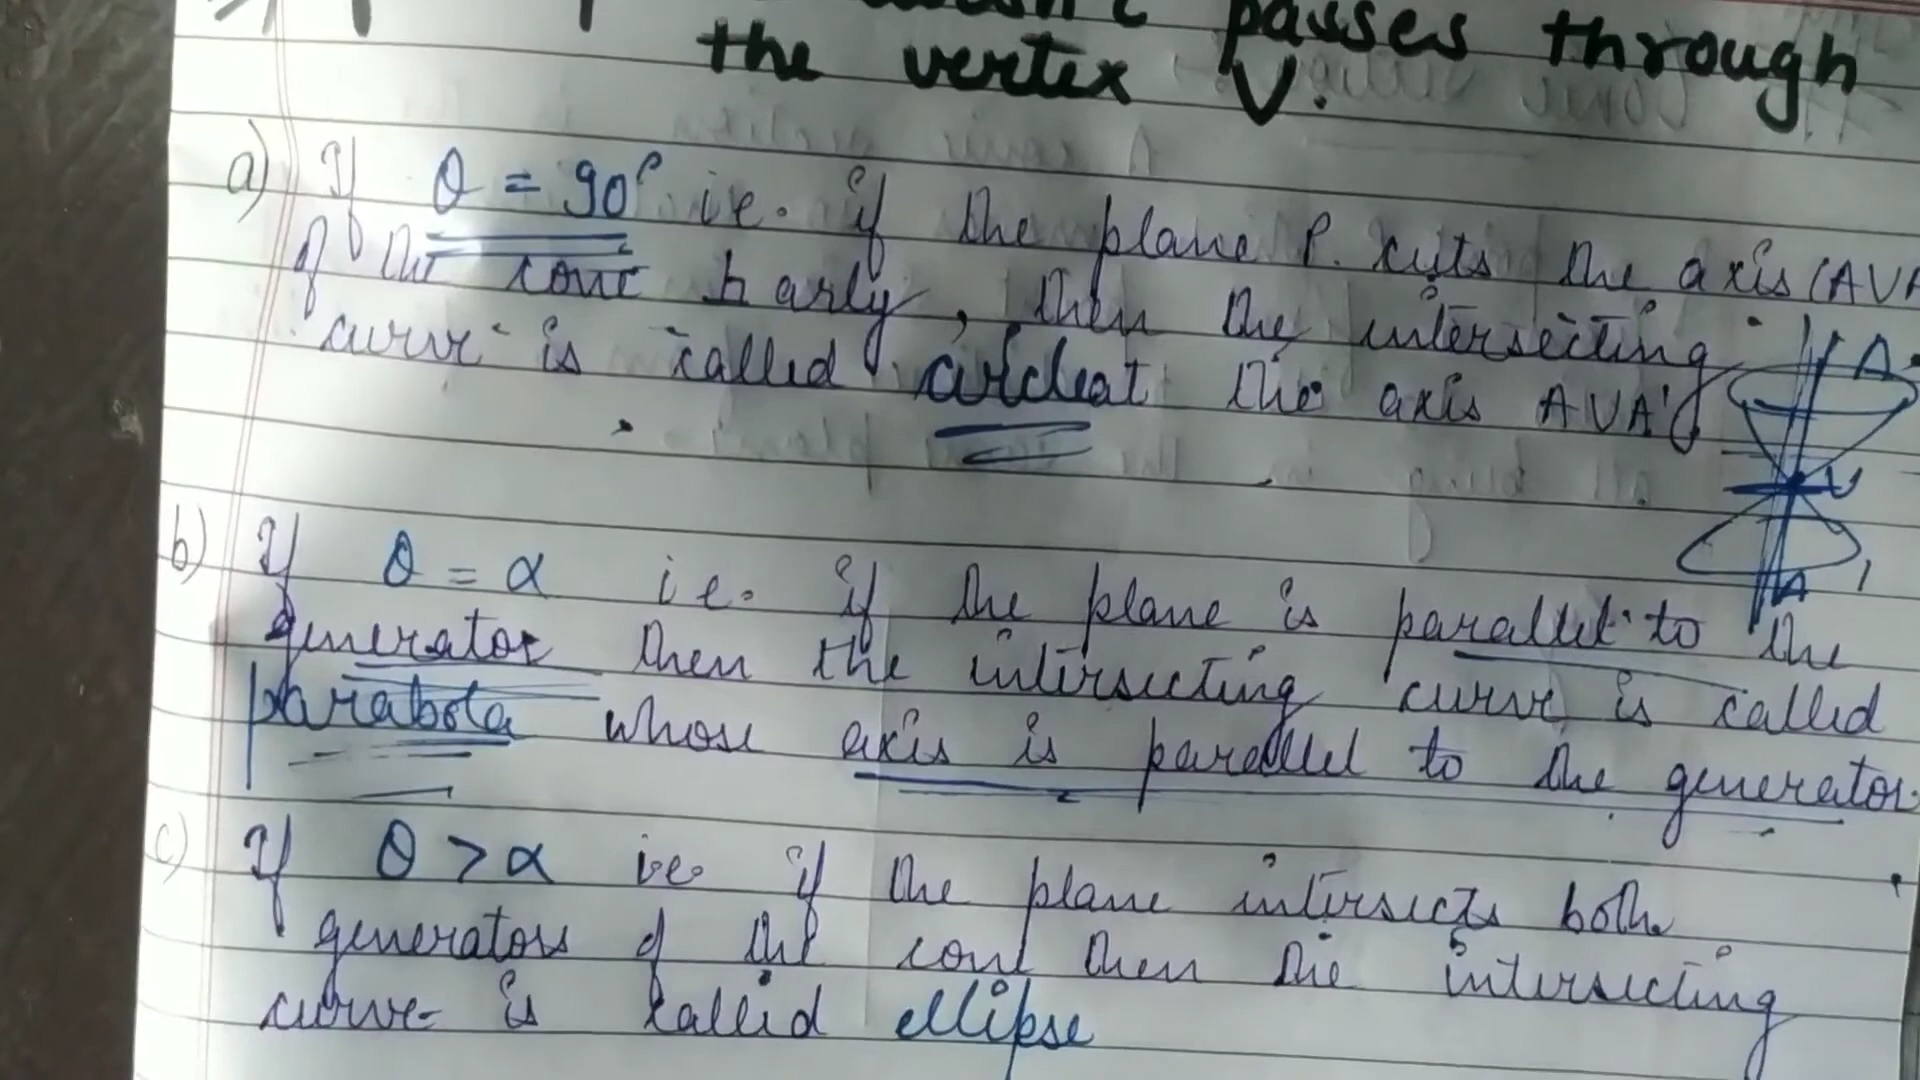 passes through
the vertex V.
a) If θ = 90° i.e. if the plane P. cuts the axis (AVA
of the cone ⊥arly, then the intersecting
curve is called circle at the axis AVA'
A
V
A'
b) If θ = α i.e. if the plane is parallel to the
generator then the intersecting curve is called
parabola whose axis is parallel to the generator.
c) If θ > α i.e. if the plane intersects both
generators of the cone then the intersecting
curve is called ellipse